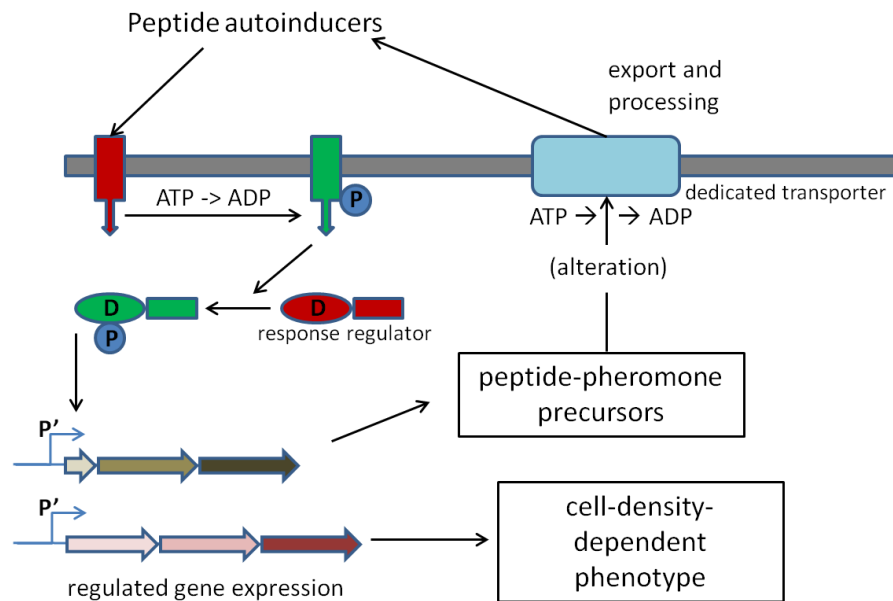 Peptide autoinducers
export and
processing
dedicated transporter
ATP -> ADP
P
ATP → → ADP
(alteration)
D
P
D
response regulator
peptide-pheromone
precursors
P'
P'
cell-density-
dependent
phenotype
regulated gene expression